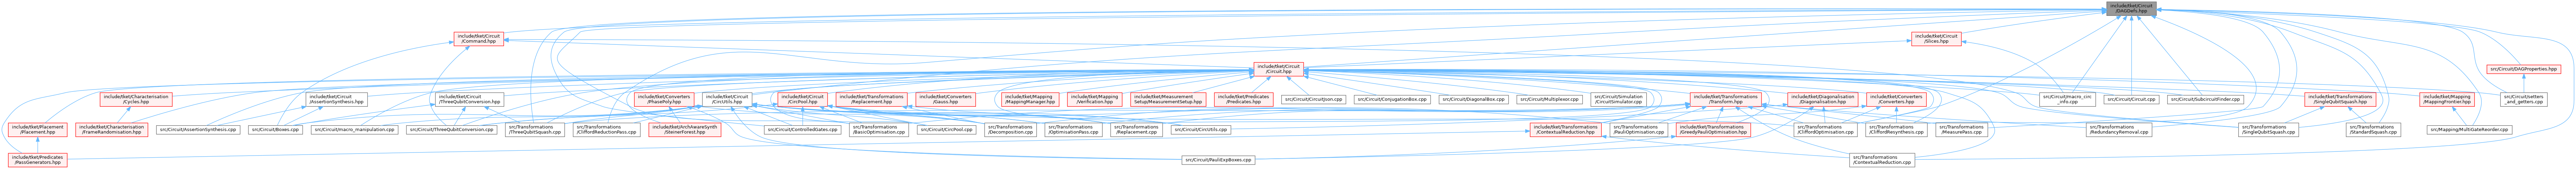 include/tket/Circuit
/DAGDefs.hpp
include/tket/Circuit
/Command.hpp
include/tket/Circuit
/Slices.hpp
include/tket/Circuit
/Circuit.hpp
src/Circuit/DAGProperties.hpp
include/tket/Characterisation
/Cycles.hpp
include/tket/Circuit
/AssertionSynthesis.hpp
include/tket/Circuit
/ThreeQubitConversion.hpp
include/tket/Converters
/PhasePoly.hpp
include/tket/Circuit
/CircUtils.hpp
include/tket/Circuit
/CircPool.hpp
include/tket/Transformations
/Replacement.hpp
include/tket/Converters
/Gauss.hpp
include/tket/Mapping
/MappingManager.hpp
include/tket/Mapping
/Verification.hpp
include/tket/Measurement
Setup/MeasurementSetup.hpp
include/tket/Predicates
/Predicates.hpp
src/Circuit/CircuitJson.cpp
src/Circuit/ConjugationBox.cpp
src/Circuit/DiagonalBox.cpp
src/Circuit/Multiplexor.cpp
src/Circuit/Simulation
/CircuitSimulator.cpp
include/tket/Transformations
/Transform.hpp
include/tket/Diagonalisation
/Diagonalisation.hpp
include/tket/Converters
/Converters.hpp
src/Circuit/macro_circ
_info.cpp
src/Circuit/Circuit.cpp
src/Circuit/SubcircuitFinder.cpp
include/tket/Transformations
/SingleQubitSquash.hpp
include/tket/Mapping
/MappingFrontier.hpp
src/Circuit/setters
_and_getters.cpp
include/tket/Placement
/Placement.hpp
include/tket/Characterisation
/FrameRandomisation.hpp
src/Circuit/AssertionSynthesis.cpp
src/Circuit/Boxes.cpp
src/Circuit/macro_manipulation.cpp
src/Circuit/ThreeQubitConversion.cpp
src/Transformations
/ThreeQubitSquash.cpp
src/Transformations
/CliffordReductionPass.cpp
include/tket/ArchAwareSynth
/SteinerForest.hpp
src/Circuit/ControlledGates.cpp
src/Transformations
/BasicOptimisation.cpp
src/Circuit/CircPool.cpp
src/Transformations
/Decomposition.cpp
src/Transformations
/OptimisationPass.cpp
src/Transformations
/Replacement.cpp
src/Circuit/CircUtils.cpp
include/tket/Transformations
/ContextualReduction.hpp
src/Transformations
/PauliOptimisation.cpp
include/tket/Transformations
/GreedyPauliOptimisation.hpp
src/Transformations
/CliffordOptimisation.cpp
src/Transformations
/CliffordResynthesis.cpp
src/Transformations
/MeasurePass.cpp
src/Transformations
/RedundancyRemoval.cpp
src/Transformations
/SingleQubitSquash.cpp
src/Transformations
/StandardSquash.cpp
src/Mapping/MultiGateReorder.cpp
include/tket/Predicates
/PassGenerators.hpp
src/Circuit/PauliExpBoxes.cpp
src/Transformations
/ContextualReduction.cpp